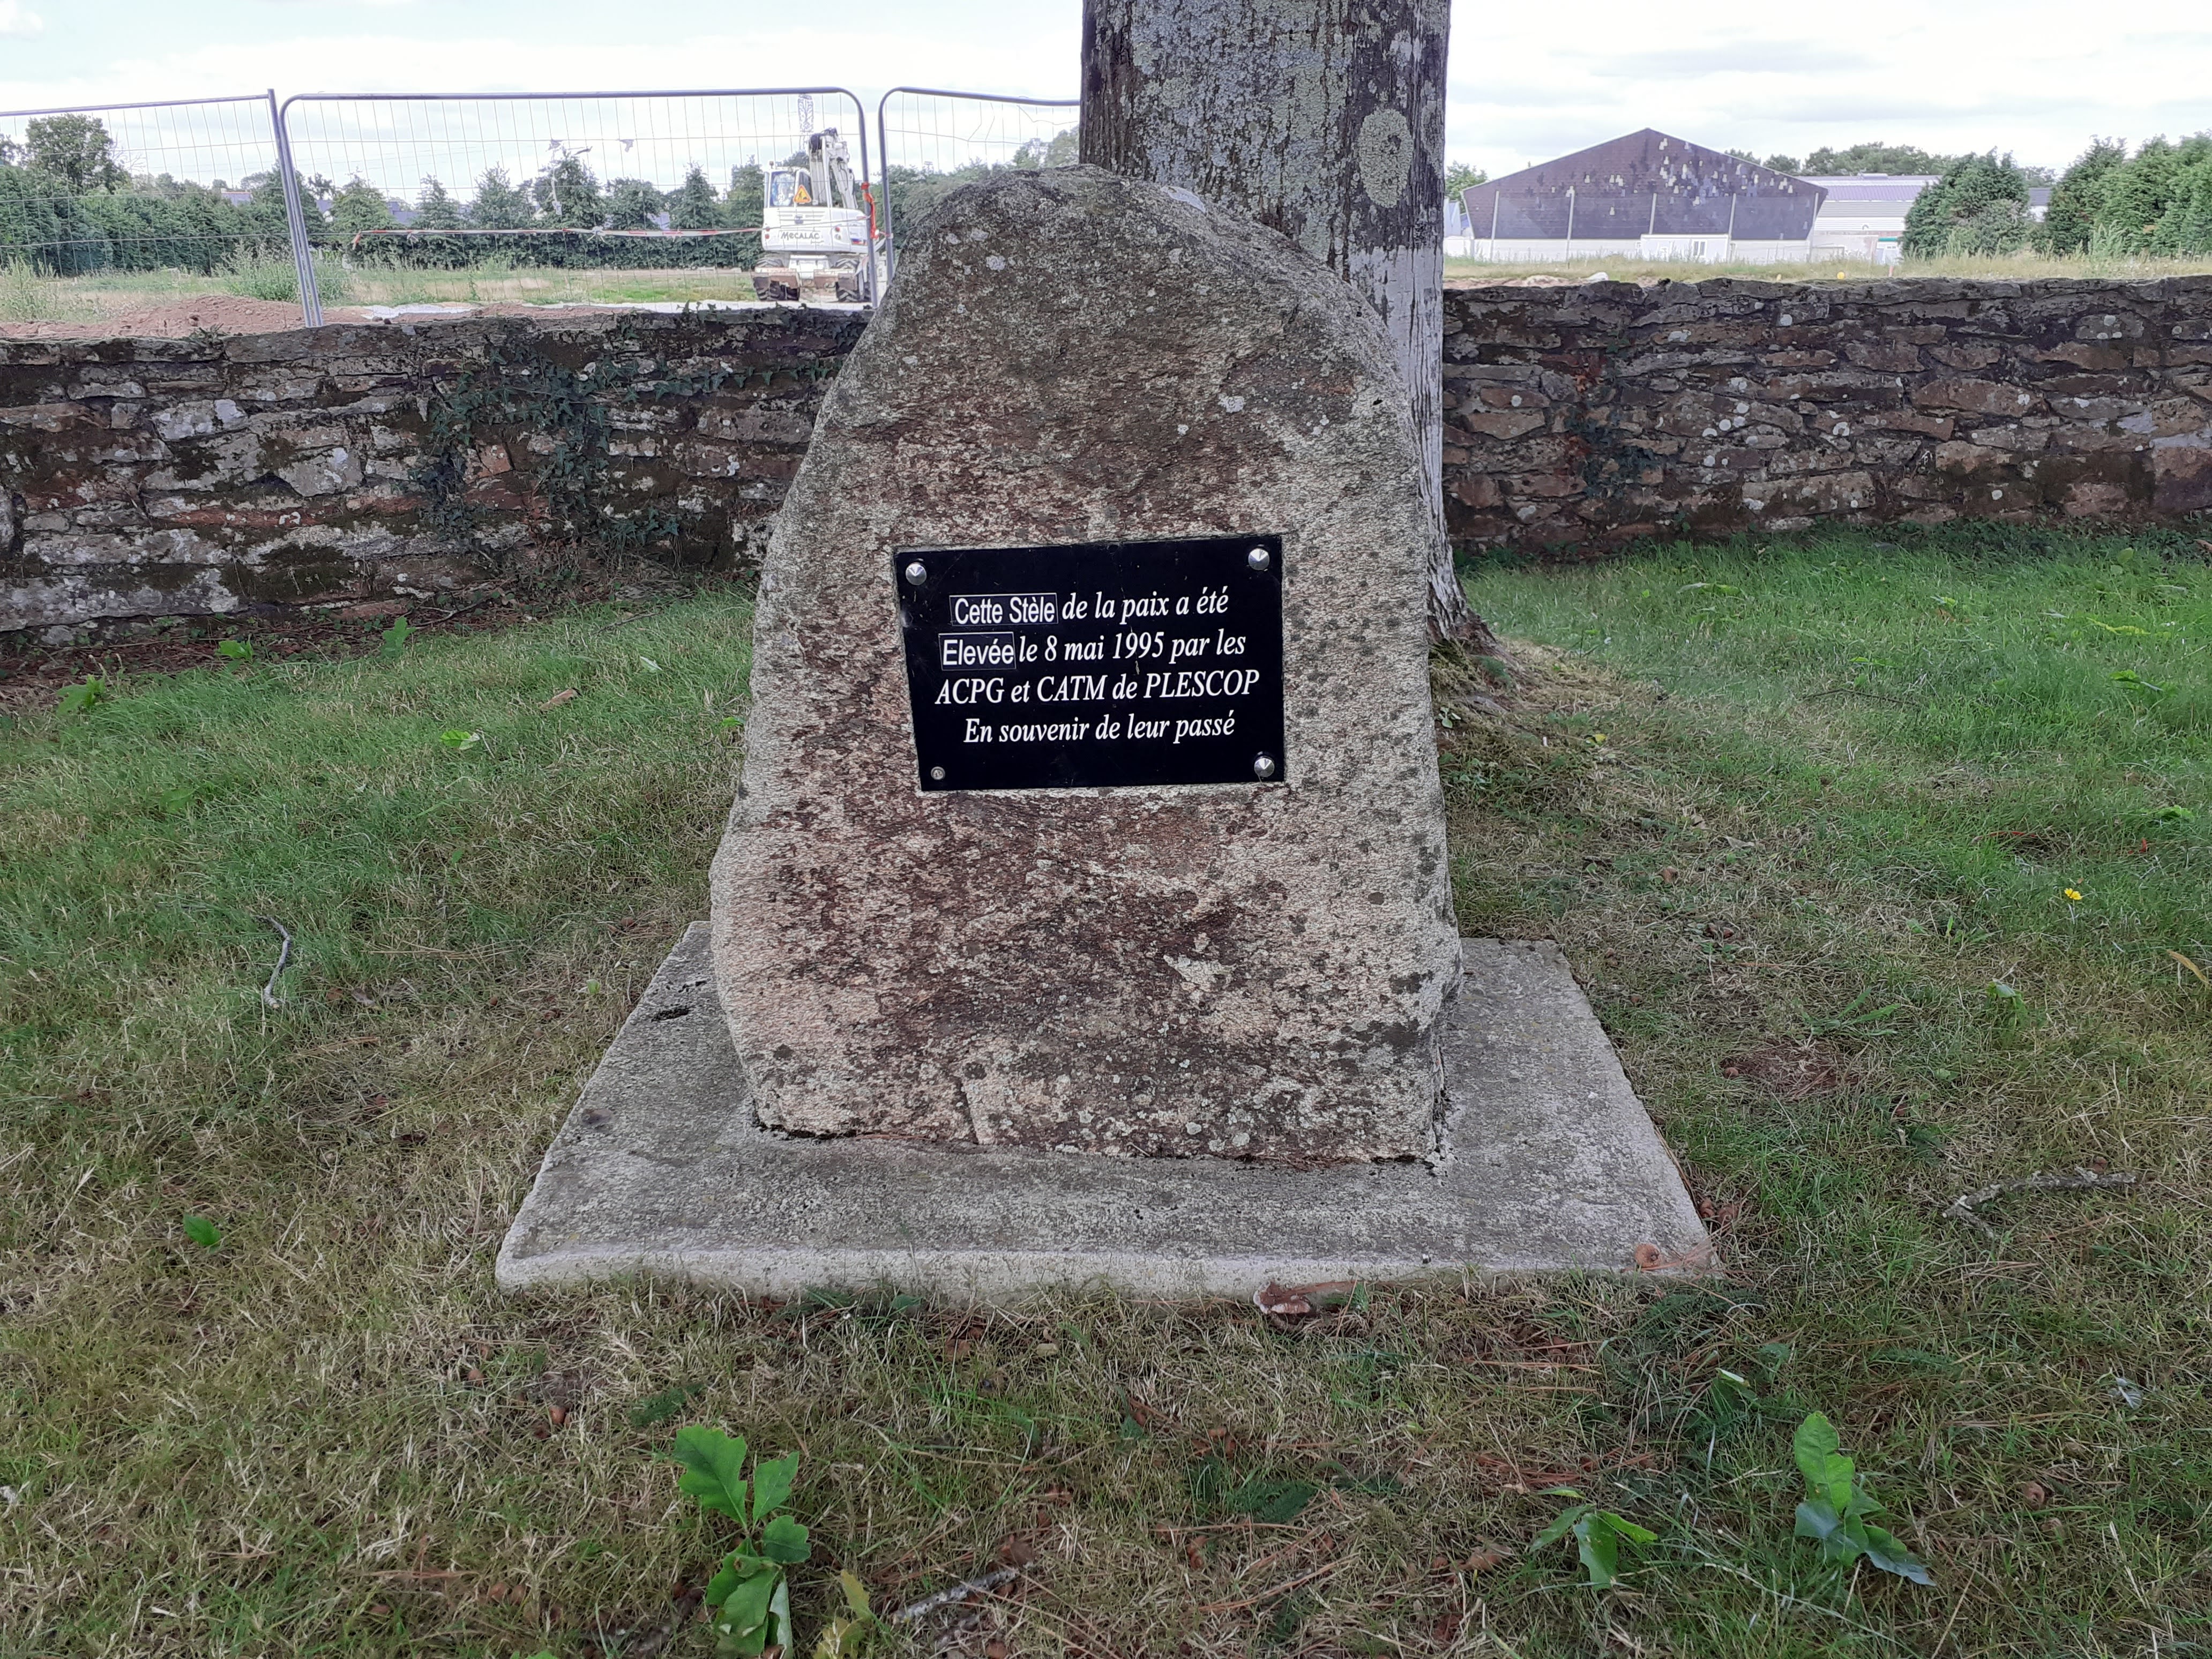 MECALAC
Cette Stèle de la paix a été
Elevée le 8 mai 1995 par les
ACPG et CATM de PLESCOP
En souvenir de leur passé